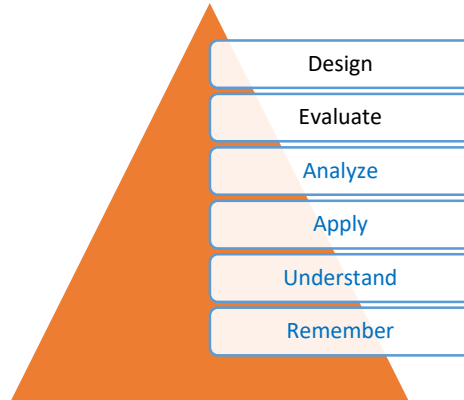 Design
Evaluate
Analyze
Apply
Understand
Remember